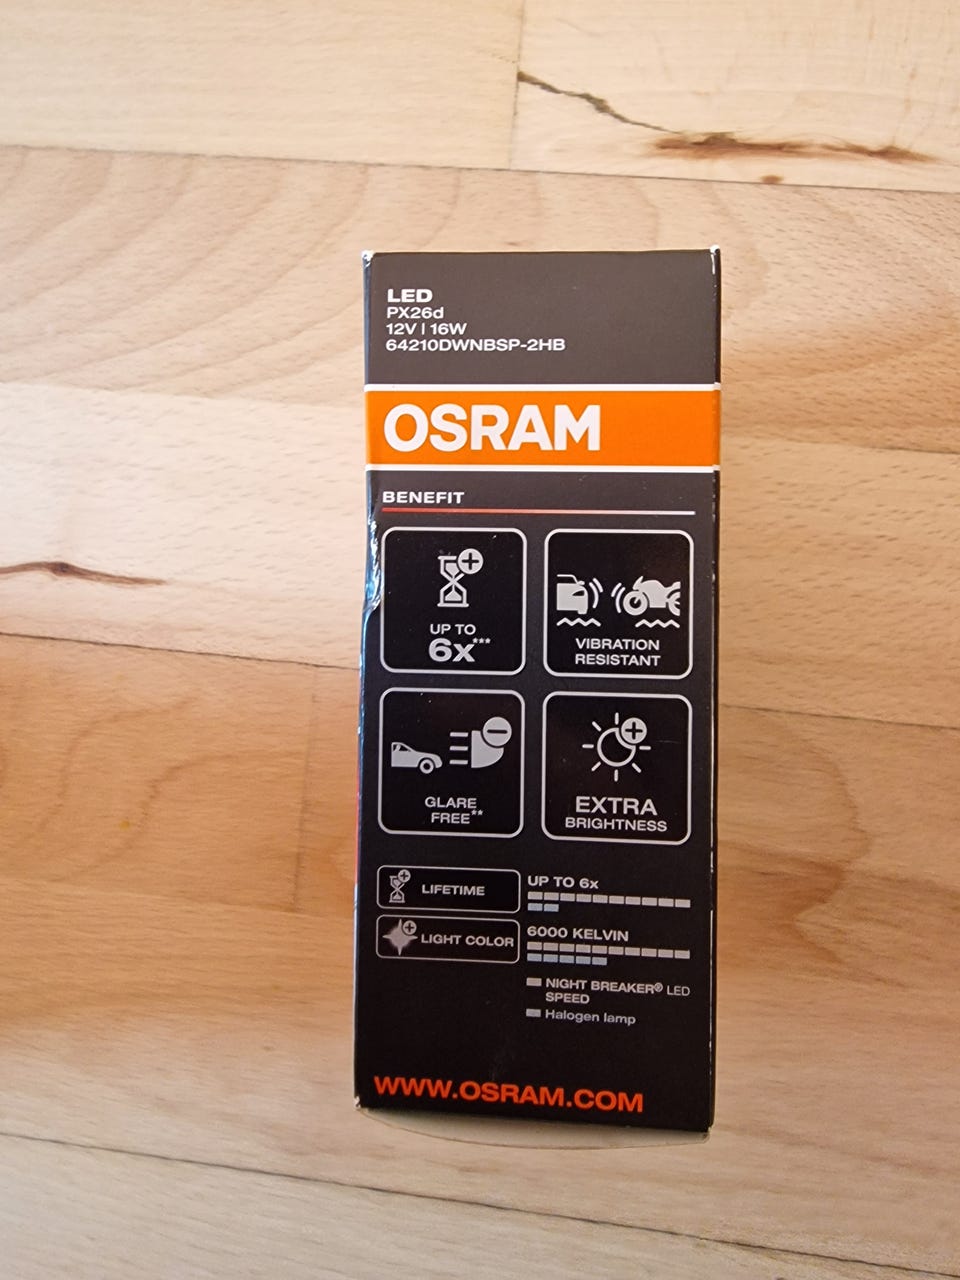 LED
PX26d
12V | 16W
64210DWNBSP-2HB
OSRAM
BENEFIT
UP TO
6x***
VIBRATION
RESISTANT
GLARE
FREE**
EXTRA
BRIGHTNESS
LIFETIME
UP TO 6x
LIGHT COLOR
6000 KELVIN
NIGHT BREAKER® LED
SPEED
Halogen lamp
WWW.OSRAM.COM